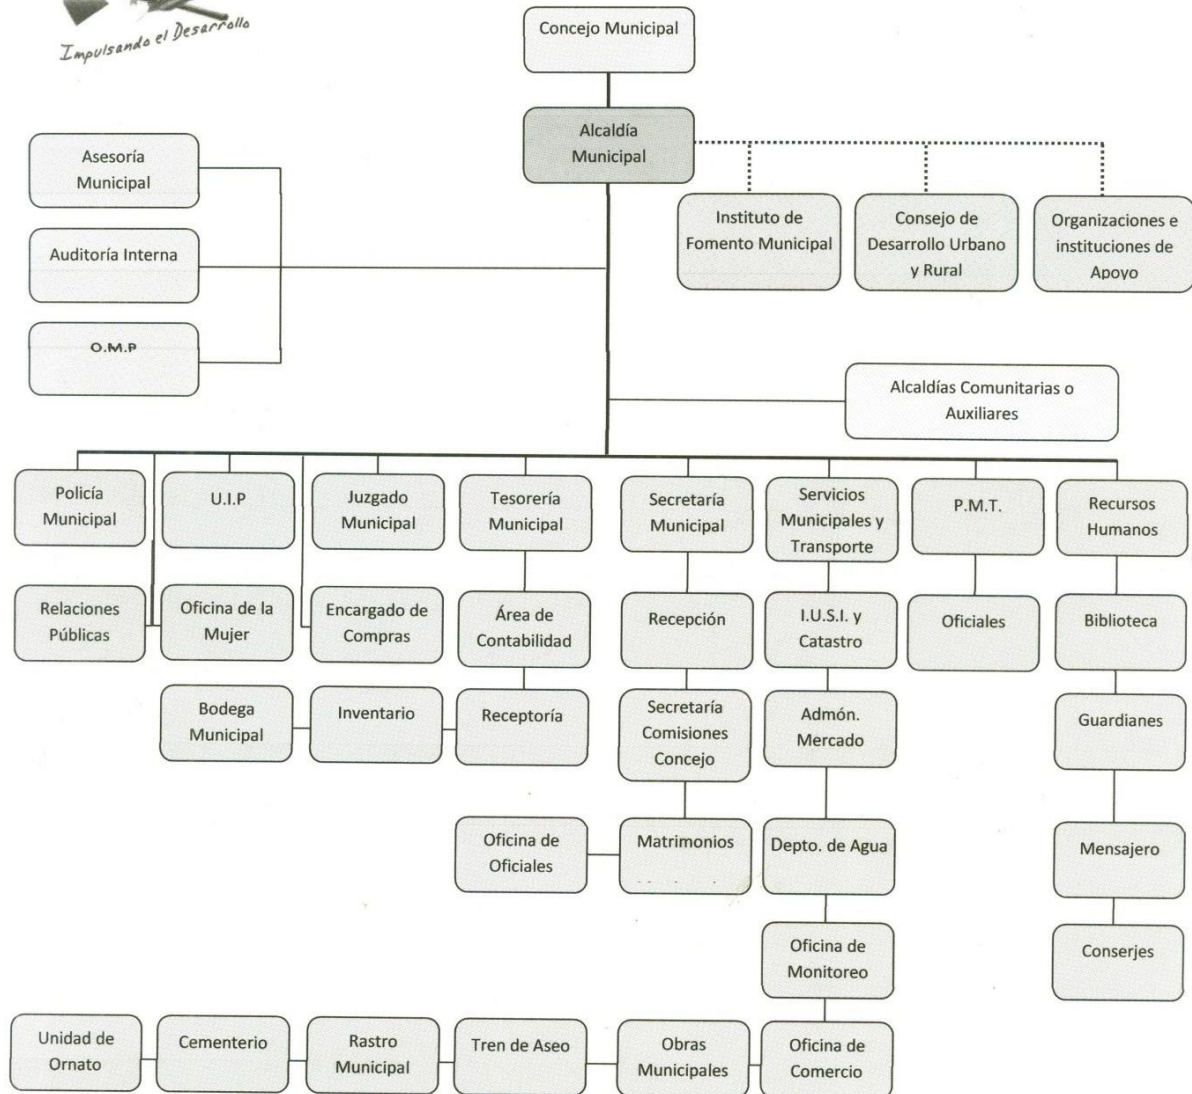 Impulsando el Desarrollo
Concejo Municipal
Alcaldía
Municipal
Asesoría
Municipal
Auditoría Interna
O.M.P
Instituto de
Fomento Municipal
Consejo de
Desarrollo Urbano
y Rural
Organizaciones e
instituciones de
Apoyo
Alcaldías Comunitarias o
Auxiliares
Policía
Municipal
U.I.P
Juzgado
Municipal
Tesorería
Municipal
Secretaría
Municipal
Servicios
Municipales y
Transporte
P.M.T.
Recursos
Humanos
Relaciones
Públicas
Oficina de la
Mujer
Encargado de
Compras
Área de
Contabilidad
Recepción
I.U.S.I. y
Catastro
Oficiales
Biblioteca
Bodega
Municipal
Inventario
Receptoría
Secretaría
Comisiones
Concejo
Admón.
Mercado
Guardianes
Oficina de
Oficiales
Matrimonios
Depto. de Agua
Mensajero
Oficina de
Monitoreo
Conserjes
Unidad de
Ornato
Cementerio
Rastro
Municipal
Tren de Aseo
Obras
Municipales
Oficina de
Comercio